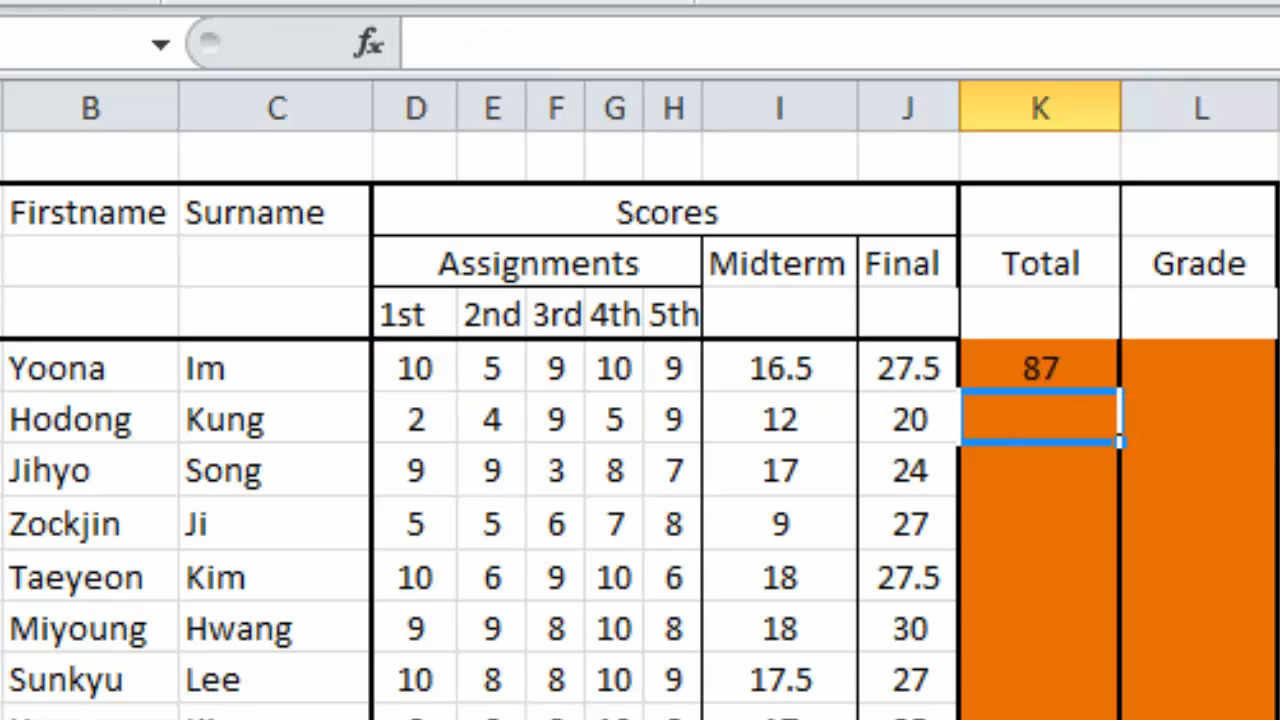 fx
B C D E F G H I J K L
Firstname Surname Scores
Assignments Midterm Final Total Grade
1st 2nd 3rd 4th 5th
Yoona Im 10 5 9 10 9 16.5 27.5 87
Hodong Kung 2 4 9 5 9 12 20
Jihyo Song 9 9 3 8 7 17 24
Zockjin Ji 5 5 6 7 8 9 27
Taeyeon Kim 10 6 9 10 6 18 27.5
Miyoung Hwang 9 9 8 10 8 18 30
Sunkyu Lee 10 8 8 10 9 17.5 27